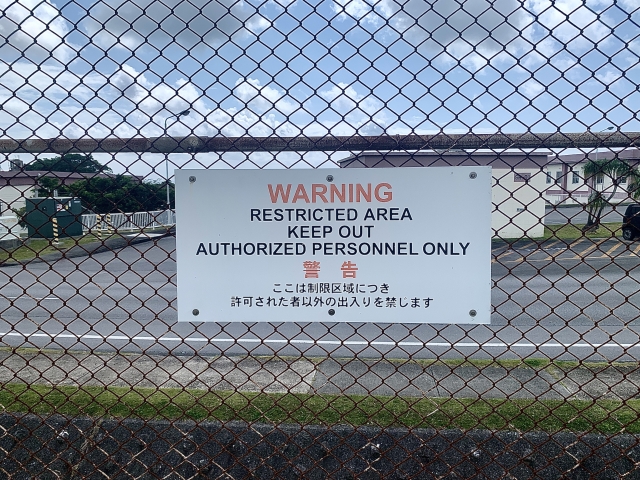 WARNING
RESTRICTED AREA
KEEP OUT
AUTHORIZED PERSONNEL ONLY
警 告
ここは制限区域につき
許可された者以外の出入りを禁じます